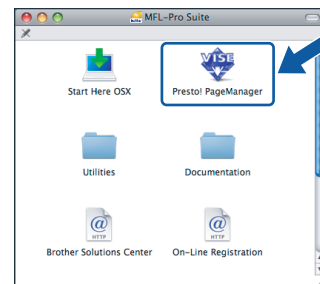 MFL-Pro Suite
VISE
Start Here OSX
Presto! PageManager
Utilities
Documentation
@
HTTP
@
HTTP
Brother Solutions Center
On-Line Registration